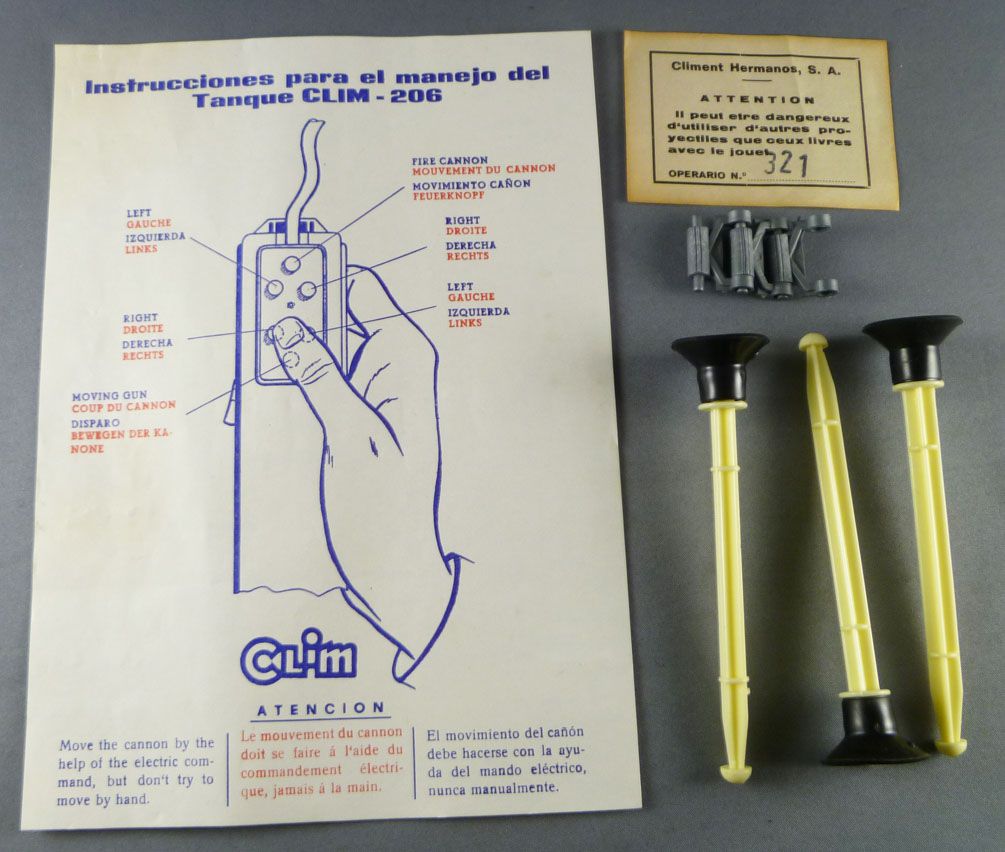 Instrucciones para el manejo del
Tanque CLIM - 206
FIRE CANNON
MOUVEMENT DU CANNON
MOVIMIENTO CAÑON
FEUERKNOPF
LEFT
GAUCHE
IZQUIERDA
LINKS
RIGHT
DROITE
DERECHA
RECHTS
LEFT
GAUCHE
IZQUIERDA
LINKS
RIGHT
DROITE
DERECHA
RECHTS
MOVING GUN
COUP DU CANNON
DISPARO
BEWEGEN DER KA-
NONE
CLiM
ATENCION
Move the cannon by the
help of the electric com-
mand, but don't try to
move by hand.
Le mouvement du cannon
doit se faire á l'aide du
commandement électri-
que, jamais á la main.
El movimiento del cañón
debe hacerse con la ayu-
da del mando eléctrico,
nunca manualmente.
Climent Hermanos, S. A.
ATTENTION
Il peut etre dangereux
d'utiliser d'autres pro-
yectiles que ceux livres
avec le jouet.
OPERARIO N.º 321